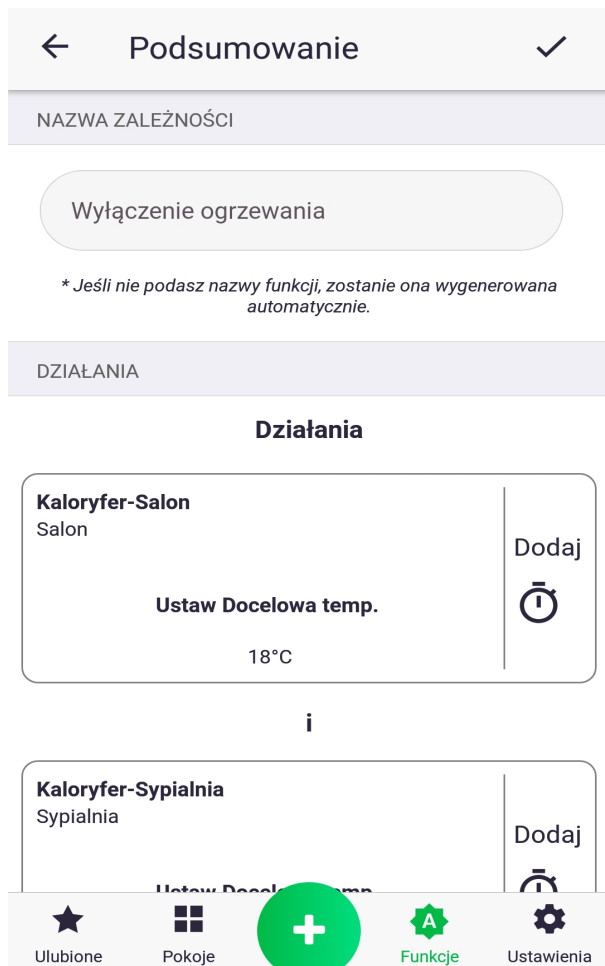 Podsumowanie
NAZWA ZALEŻNOŚCI
Wyłączenie ogrzewania
* Jeśli nie podasz nazwy funkcji, zostanie ona wygenerowana
automatycznie.
DZIAŁANIA
Działania
Kaloryfer-Salon
Salon
Dodaj
Ustaw Docelowa temp.
18°C
i
Kaloryfer-Sypialnia
Sypialnia
Dodaj
A
Ulubione
Pokoje
Funkcje
Ustawienia